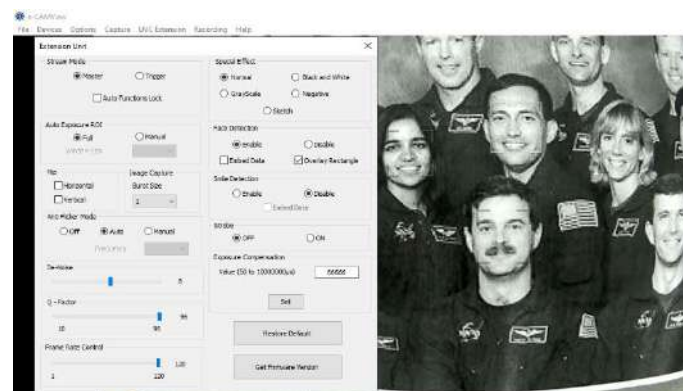 e-CAMView
File Devices Options Capture UVC Extension Recording Help
Extension Unit
Stream Mode
Master Trigger
Auto Functions Lock
Auto Exposure ROI
Full Manual
Flip
Horizontal
Vertical
Image Capture
Burst Size
1
Anti Flicker Mode
Off Auto Manual
Frequency
De-Noise
8
Q - Factor
96
10 96
Frame Rate Control
120
1 120
Special Effect
Normal Black and White
GrayScale Negative
Sketch
Face Detection
Enable Disable
Embed Data Overlay Rectangle
Smile Detection
Enable Disable
Embed Data
Strobe
OFF ON
Exposure Compensation
Value (50 to 1000000µs) 66666
Set
Restore Default
Get Firmware Version